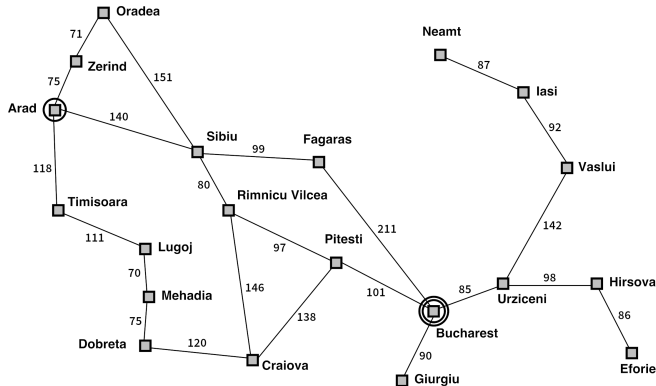 Oradea
Neamt
71
87
Zerind
75
151
Iasi
Arad
140
92
Sibiu
Fagaras
99
118
Vaslui
80
Timisoara
Rimnicu Vilcea
211
142
111
Lugoj
97
Pitesti
70
98
Hirsova
85
146
101
Urziceni
Mehadia
138
86
75
Bucharest
120
Dobreta
90
Craiova
Eforie
Giurgiu